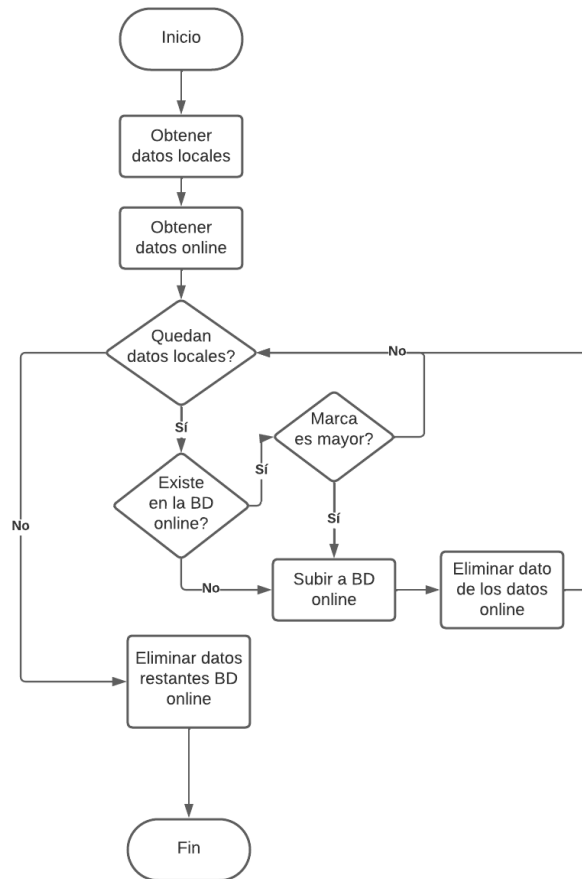 Inicio
Obtener
datos locales
Obtener
datos online
Quedan
datos locales?
No
Marca
es mayor?
Sí
Sí
Existe
en la BD
online?
Sí
No
No
Subir a BD
online
Eliminar dato
de los datos
online
Eliminar datos
restantes BD
online
Fin